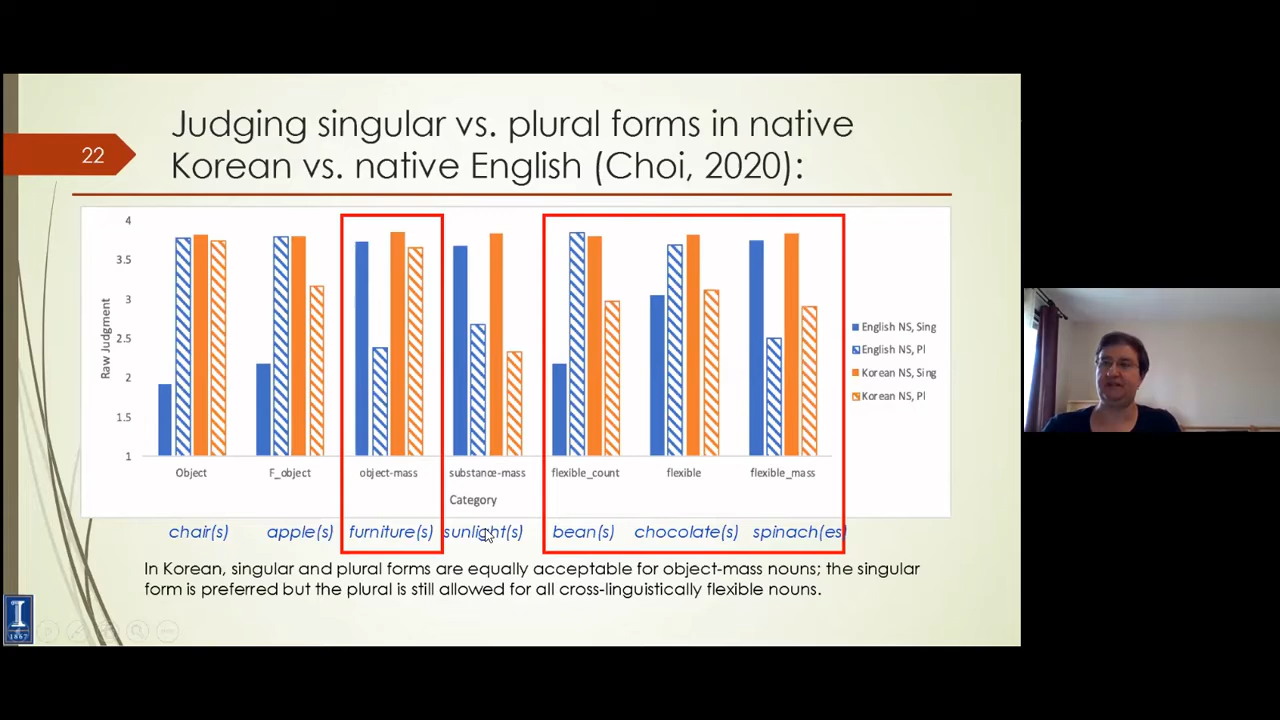 22
Judging singular vs. plural forms in native
Korean vs. native English (Choi, 2020):
4
3.5
3
2.5
2
1.5
1
Raw Judgment
Object
F_object
object-mass
substance-mass
flexible_count
flexible
flexible_mass
Category
English NS, Sing
English NS, Pl
Korean NS, Sing
Korean NS, Pl
chair(s)
apple(s)
furniture(s)
sunlight(s)
bean(s)
chocolate(s)
spinach(es)
In Korean, singular and plural forms are equally acceptable for object-mass nouns; the singular
form is preferred but the plural is still allowed for all cross-linguistically flexible nouns.
I
1867